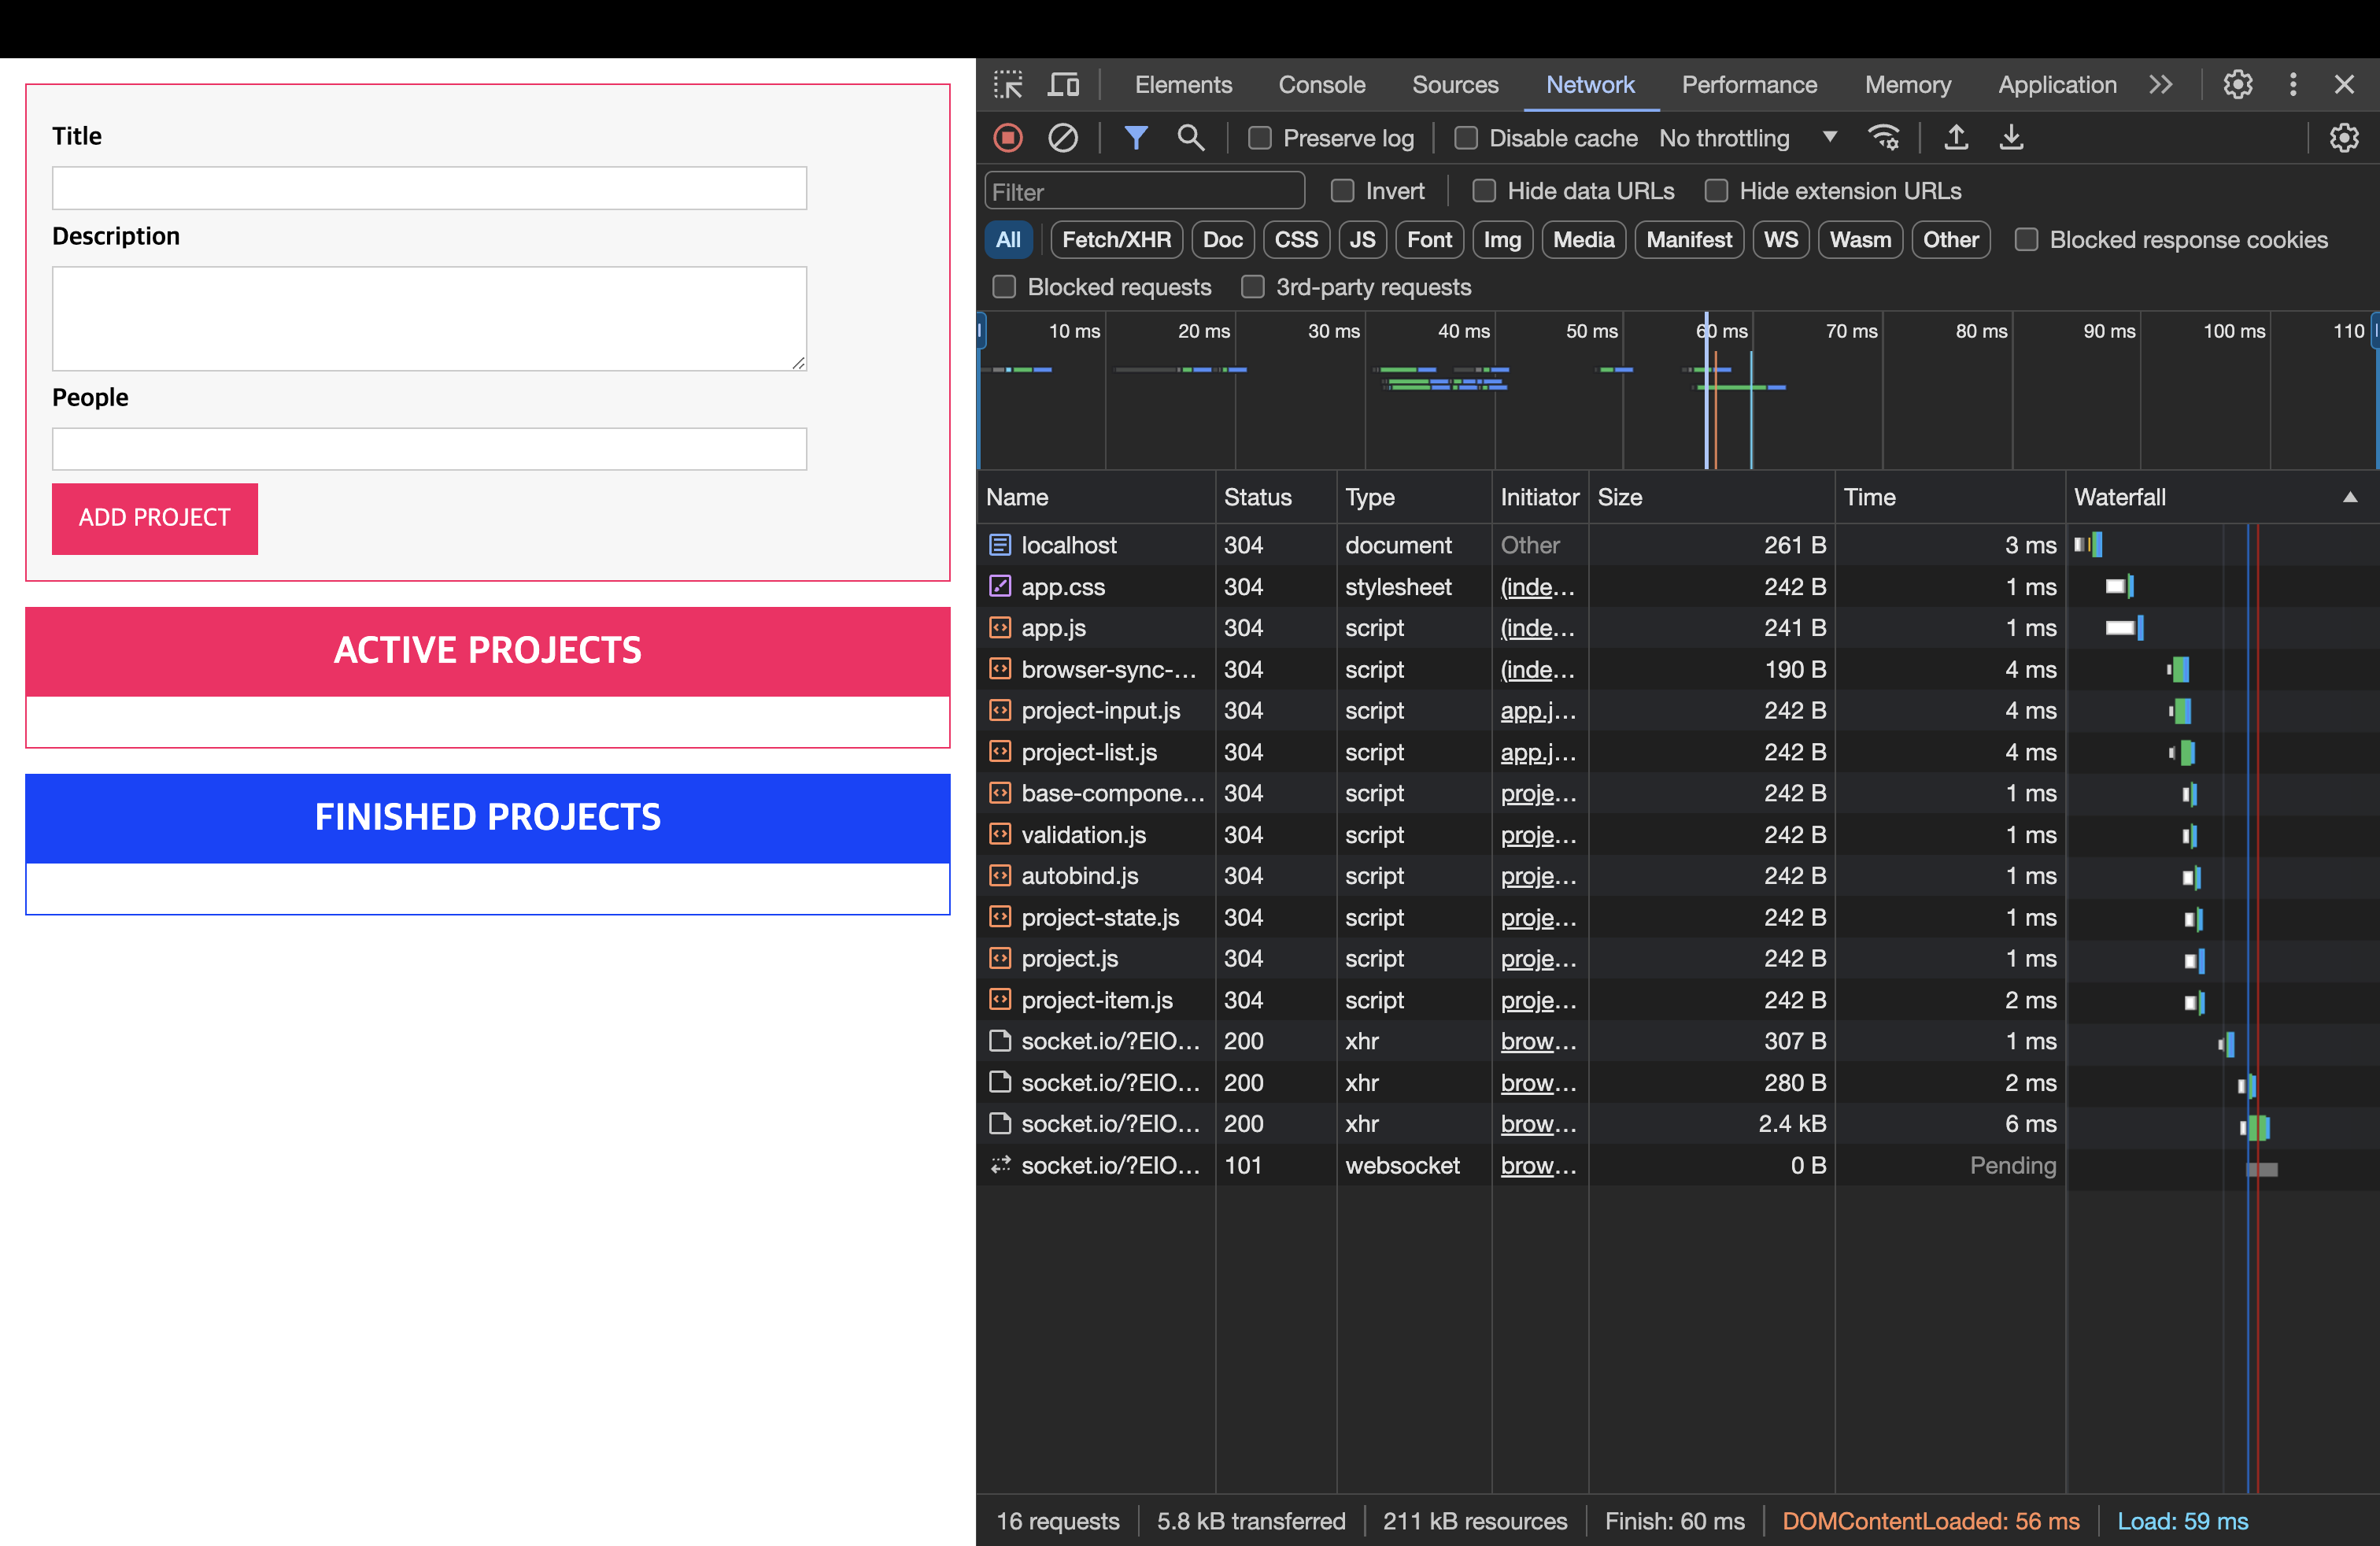 Title
Description
People
ADD PROJECT
ACTIVE PROJECTS
FINISHED PROJECTS
Elements Console Sources Network Performance Memory Application
Preserve log Disable cache No throttling
Filter Invert Hide data URLs Hide extension URLs
All Fetch/XHR Doc CSS JS Font Img Media Manifest WS Wasm Other Blocked response cookies
Blocked requests 3rd-party requests
10 ms 20 ms 30 ms 40 ms 50 ms 60 ms 70 ms 80 ms 90 ms 100 ms 110
Name Status Type Initiator Size Time Waterfall
localhost 304 document Other 261 B 3 ms
app.css 304 stylesheet (inde... 242 B 1 ms
app.js 304 script (inde... 241 B 1 ms
browser-sync-... 304 script (inde... 190 B 4 ms
project-input.js 304 script app.j... 242 B 4 ms
project-list.js 304 script app.j... 242 B 4 ms
base-compone... 304 script proje... 242 B 1 ms
validation.js 304 script proje... 242 B 1 ms
autobind.js 304 script proje... 242 B 1 ms
project-state.js 304 script proje... 242 B 1 ms
project.js 304 script proje... 242 B 1 ms
project-item.js 304 script proje... 242 B 2 ms
socket.io/?EIO... 200 xhr brow... 307 B 1 ms
socket.io/?EIO... 200 xhr brow... 280 B 2 ms
socket.io/?EIO... 200 xhr brow... 2.4 kB 6 ms
socket.io/?EIO... 101 websocket brow... 0 B Pending
16 requests 5.8 kB transferred 211 kB resources Finish: 60 ms DOMContentLoaded: 56 ms Load: 59 ms